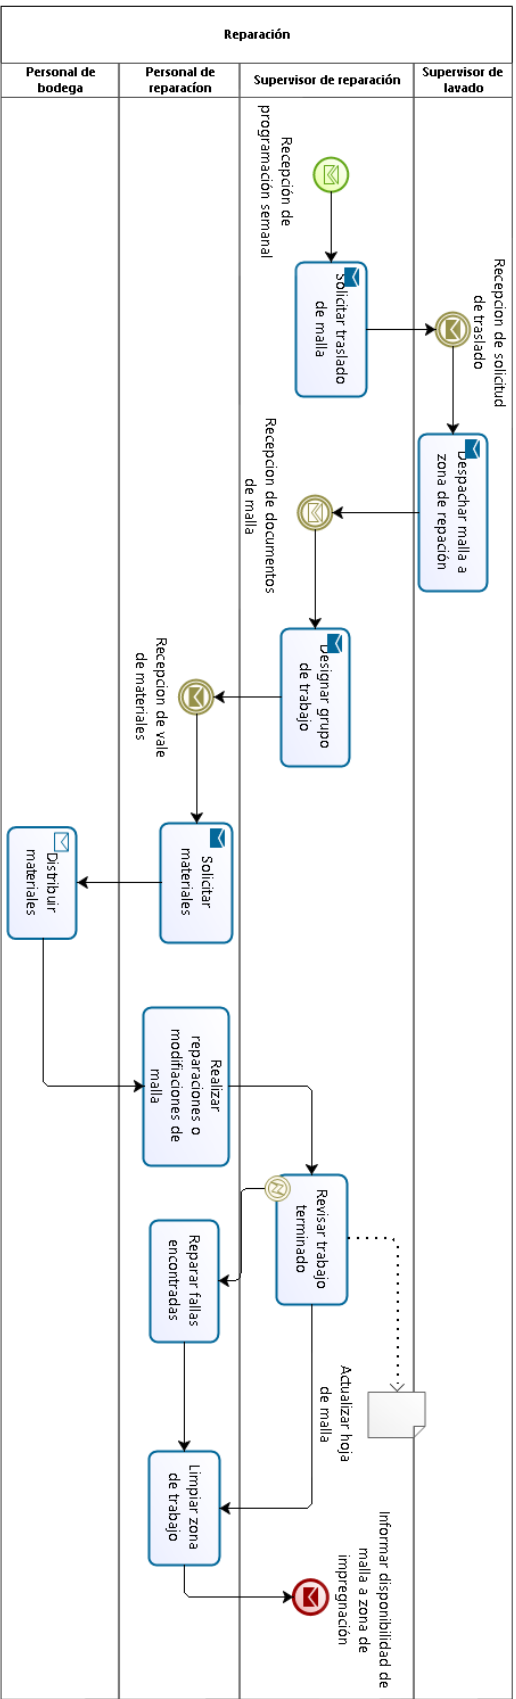 Reparación
Personal de
bodega
Personal de
reparacíon
Supervisor de reparación
Supervisor de
lavado
Recepción de
programación semanal
Solicitar traslado
de malla
Recepcion de solicitud
de traslado
Despachar malla a
zona de repación
Recepcion de documentos
de malla
Designar grupo
de trabajo
Recepcion de vale
de materiales
Solicitar
materiales
Distribuir
materiales
Realizar
reparaciones o
modifiaciones de
malla
Revisar trabajo
terminado
Reparar fallas
encontradas
Actualizar hoja
de malla
Limpiar zona
de trabajo
Informar disponibilidad de
malla a zona de
impregnación